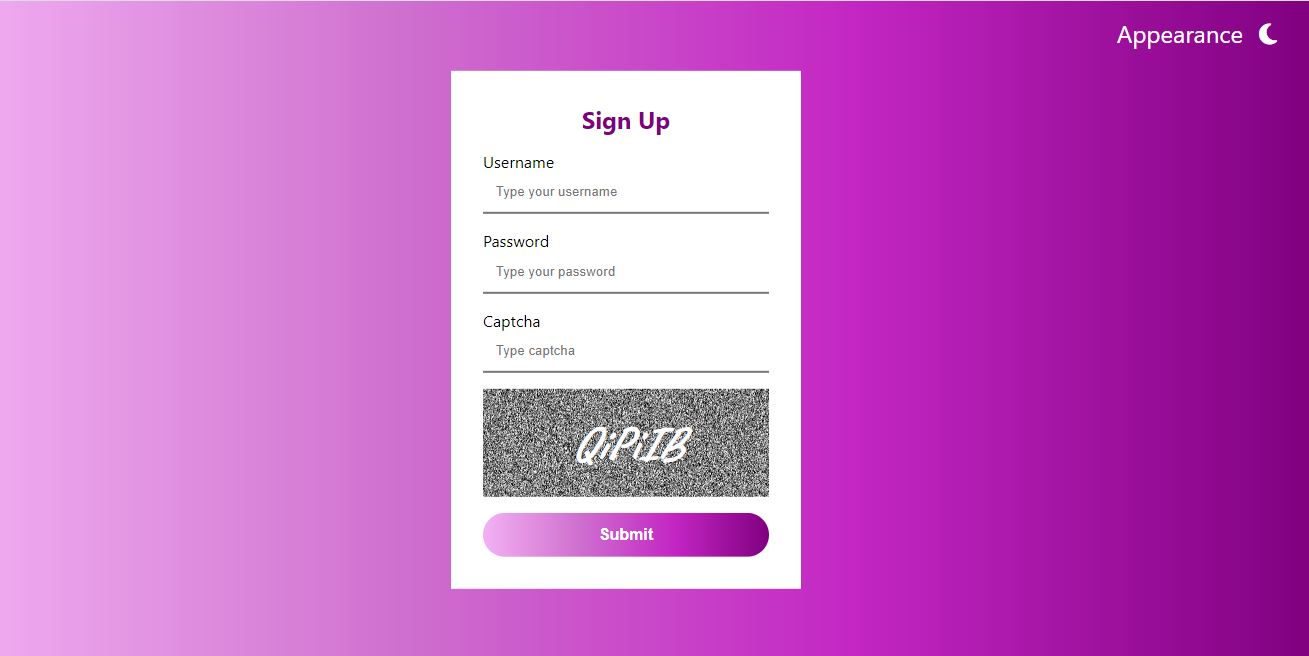 Appearance
Sign Up
Username
Type your username
Password
Type your password
Captcha
Type captcha
QiPiIB
Submit